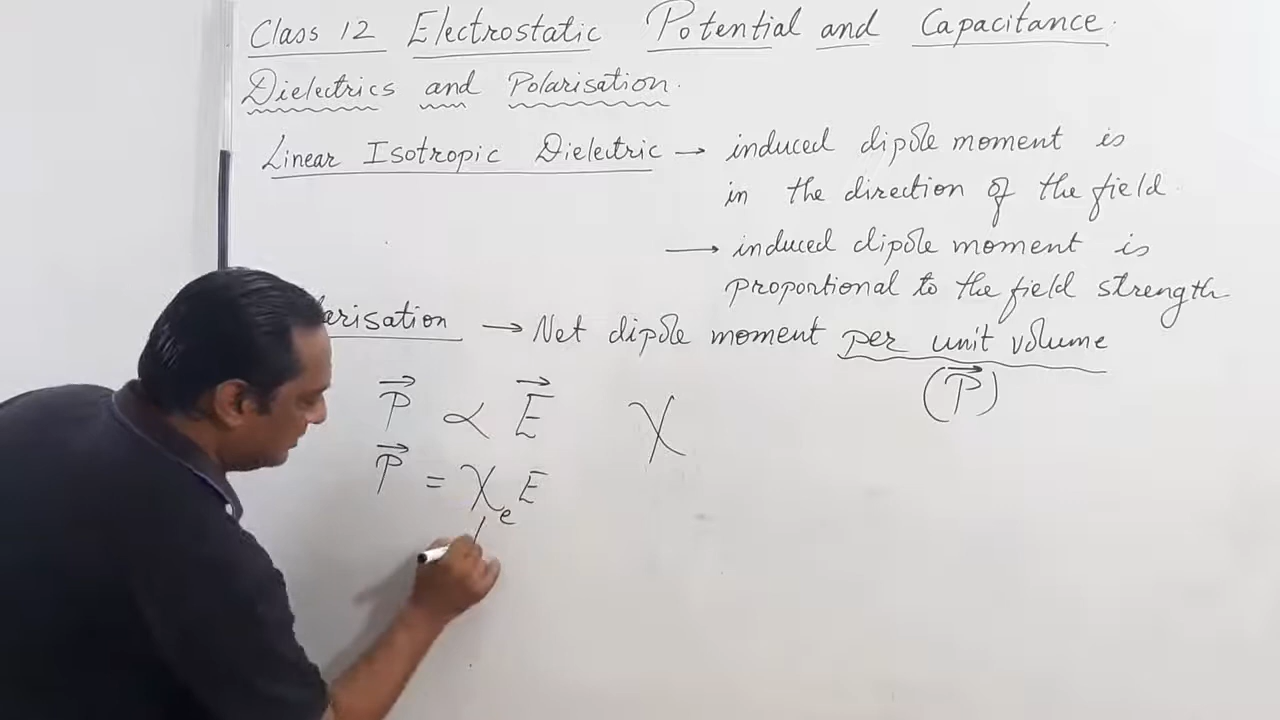 Class 12 Electrostatic Potential and Capacitance.
Dielectrics and Polarisation.
Linear Isotropic Dielectric → induced dipole moment is
in the direction of the field.
→ induced dipole moment is
proportional to the field strength
erisation → Net dipole moment per unit volume
(P⃗)
P⃗ ∝ E⃗ χ
P⃗ = χₑ E